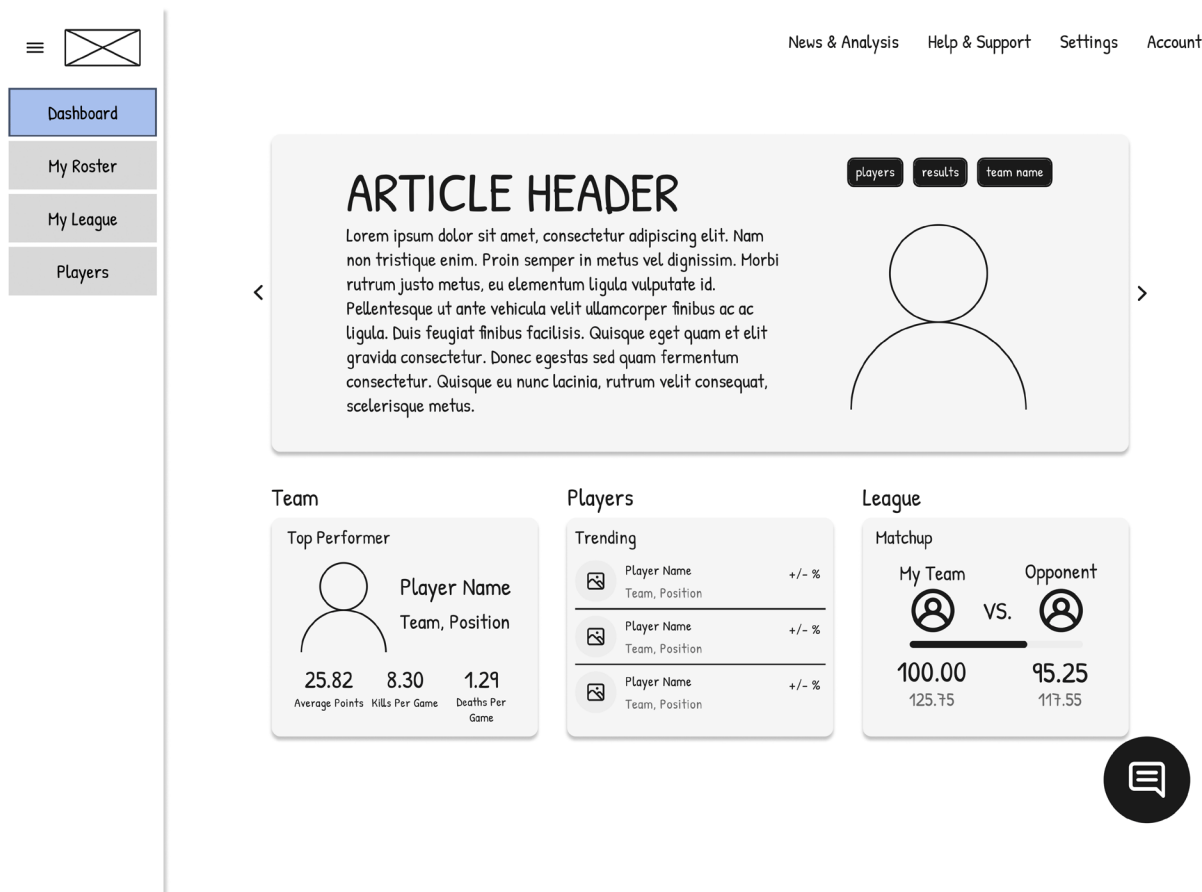 News & Analysis Help & Support Settings Account
Dashboard
My Roster
My League
Players
ARTICLE HEADER
Lorem ipsum dolor sit amet, consectetur adipiscing elit. Nam
non tristique enim. Proin semper in metus vel dignissim. Morbi
rutrum justo metus, eu elementum ligula vulputate id.
Pellentesque ut ante vehicula velit ullamcorper finibus ac ac
ligula. Duis feugiat finibus facilisis. Quisque eget quam et elit
gravida consectetur. Donec egestas sed quam fermentum
consectetur. Quisque eu nunc lacinia, rutrum velit consequat,
scelerisque metus.
players results team name
Team
Top Performer
Player Name
Team, Position
25.82 8.30 1.29
Average Points Kills Per Game Deaths Per
Game
Players
Trending
Player Name +/- %
Team, Position
Player Name +/- %
Team, Position
Player Name +/- %
Team, Position
League
Matchup
My Team Opponent
VS.
100.00 95.25
125.75 117.55